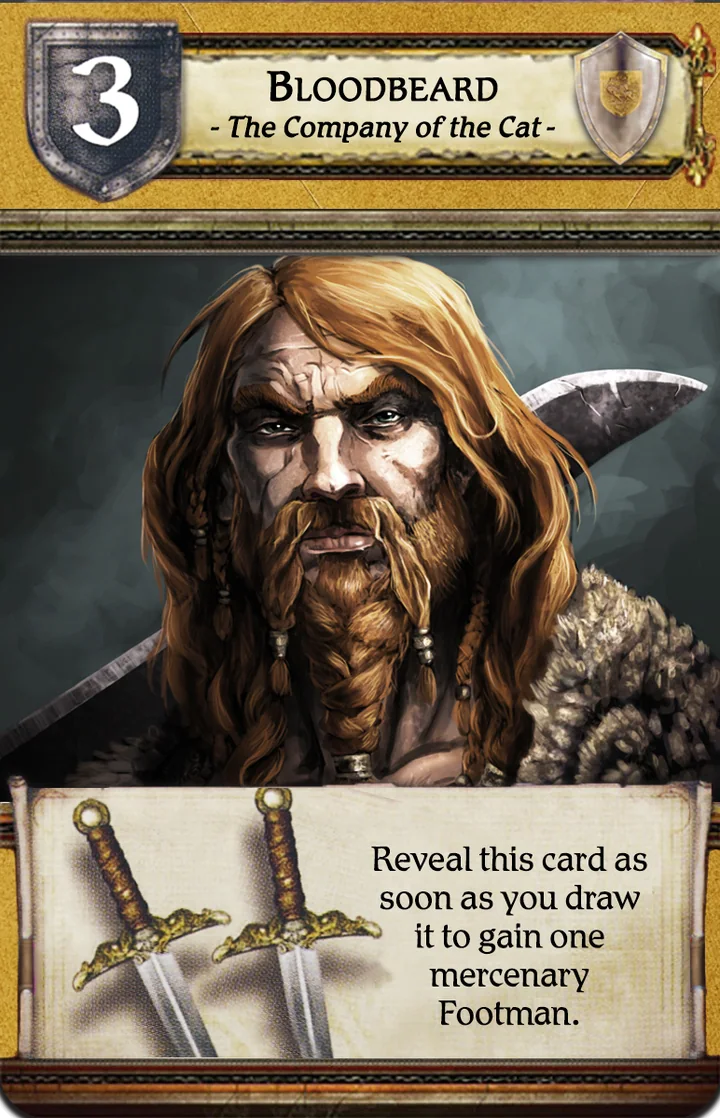 3
Bloodbeard
- The Company of the Cat -
Reveal this card as
soon as you draw
it to gain one
mercenary
Footman.